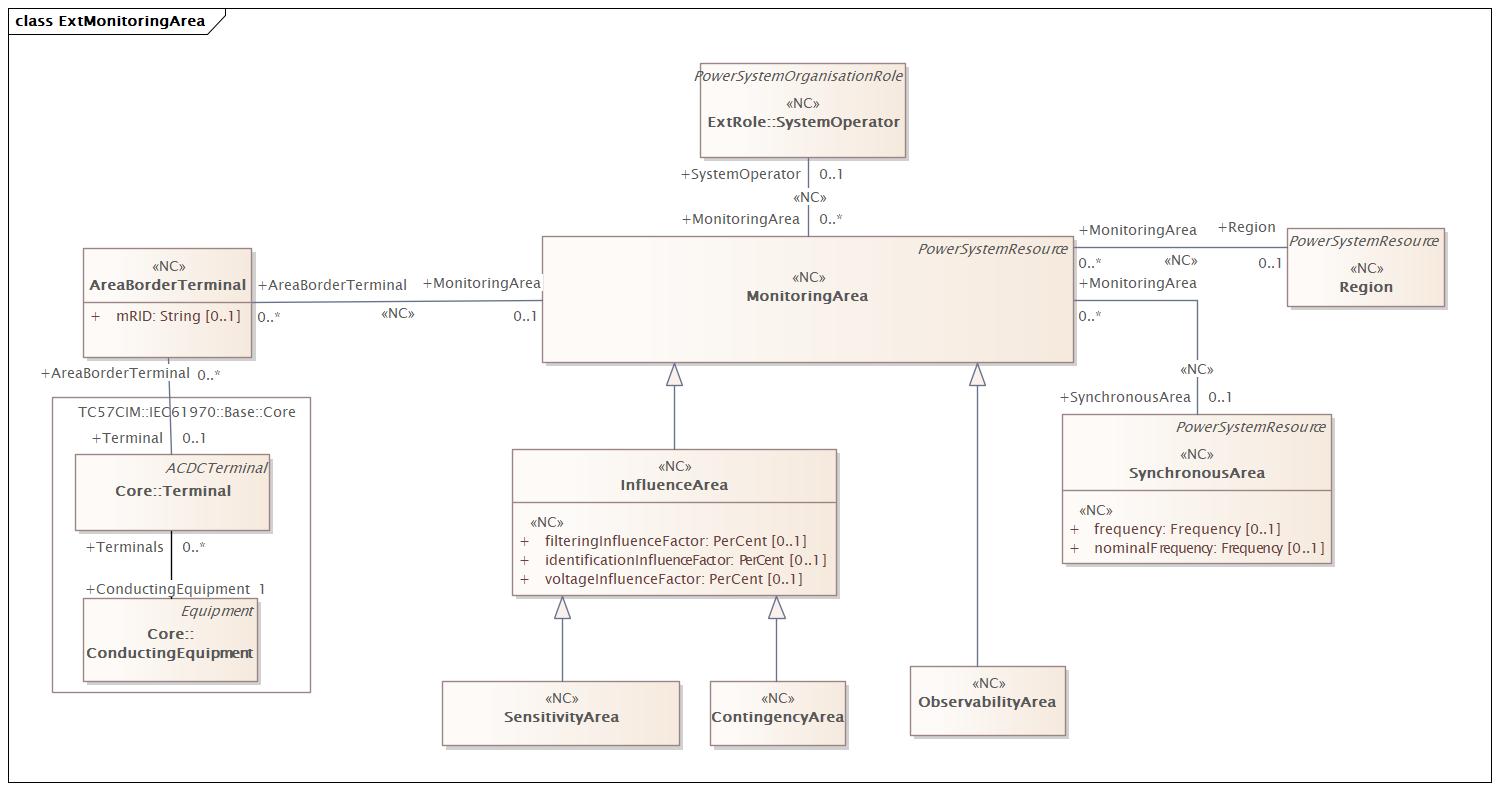 class ExtMonitoringArea
PowerSystemOrganisationRole
«NC»
ExtRole::SystemOperator
+SystemOperator 0..1
«NC»
+MonitoringArea 0..*
PowerSystemResource
«NC»
MonitoringArea
+MonitoringArea +Region
0..* «NC» 0..1
PowerSystemResource
«NC»
Region
+MonitoringArea
0..*
«NC»
+SynchronousArea 0..1
PowerSystemResource
«NC»
SynchronousArea
«NC»
+ frequency: Frequency [0..1]
+ nominalFrequency: Frequency [0..1]
«NC»
AreaBorderTerminal
+ mRID: String [0..1]
+AreaBorderTerminal +MonitoringArea
0..* «NC» 0..1
+AreaBorderTerminal 0..*
TC57CIM::IEC61970::Base::Core
+Terminal 0..1
ACDCTerminal
Core::Terminal
+Terminals 0..*
+ConductingEquipment 1
Equipment
Core::
ConductingEquipment
«NC»
InfluenceArea
«NC»
+ filteringInfluenceFactor: PerCent [0..1]
+ identificationInfluenceFactor: PerCent [0..1]
+ voltageInfluenceFactor: PerCent [0..1]
«NC»
SensitivityArea
«NC»
ContingencyArea
«NC»
ObservabilityArea